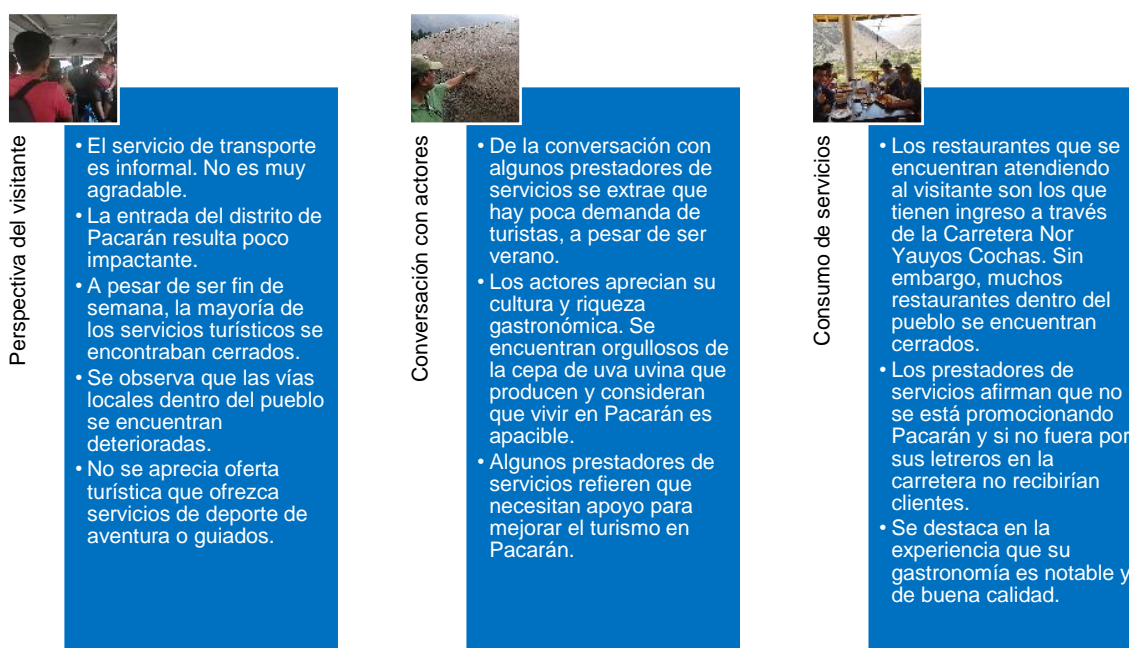 Perspectiva del visitante
• El servicio de transporte
es informal. No es muy
agradable.
• La entrada del distrito de
Pacarán resulta poco
impactante.
• A pesar de ser fin de
semana, la mayoría de
los servicios turísticos se
encontraban cerrados.
• Se observa que las vías
locales dentro del pueblo
se encuentran
deterioradas.
• No se aprecia oferta
turística que ofrezca
servicios de deporte de
aventura o guiados.
Conversación con actores
• De la conversación con
algunos prestadores de
servicios se extrae que
hay poca demanda de
turistas, a pesar de ser
verano.
• Los actores aprecian su
cultura y riqueza
gastronómica. Se
encuentran orgullosos de
la cepa de uva uvina que
producen y consideran
que vivir en Pacarán es
apacible.
• Algunos prestadores de
servicios refieren que
necesitan apoyo para
mejorar el turismo en
Pacarán.
Consumo de servicios
• Los restaurantes que se
encuentran atendiendo
al visitante son los que
tienen ingreso a través
de la Carretera Nor
Yauyos Cochas. Sin
embargo, muchos
restaurantes dentro del
pueblo se encuentran
cerrados.
• Los prestadores de
servicios afirman que no
se está promocionando
Pacarán y si no fuera por
sus letreros en la
carretera no recibirían
clientes.
• Se destaca en la
experiencia que su
gastronomía es notable y
de buena calidad.